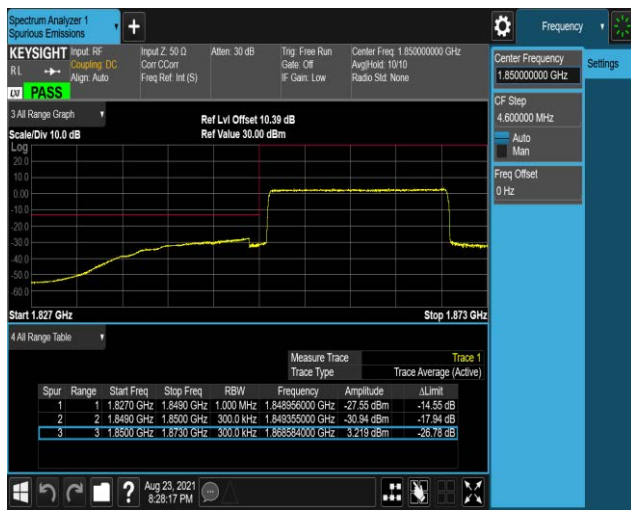 Spectrum Analyzer 1
Spurious Emissions
Frequency
KEYSIGHT Input: RF Input Z: 50 Ω Atten: 30 dB Trig: Free Run Center Freq: 1.850000000 GHz
RL Coupling: DC Corr CCorr Gate: Off Avg|Hold: 10/10
Align: Auto Freq Ref: Int (S) IF Gain: Low Radio Std: None
LXI PASS
Center Frequency
1.850000000 GHz
Settings
CF Step
4.600000 MHz
Auto
Man
Freq Offset
0 Hz
3 All Range Graph
Ref Lvl Offset 10.39 dB
Scale/Div 10.0 dB Ref Value 30.00 dBm
Log
20.0
10.0
0.00
-10.0
-20.0
-30.0
-40.0
-50.0
-60.0
Start 1.827 GHz Stop 1.873 GHz
4 All Range Table
Measure Trace Trace 1
Trace Type Trace Average (Active)
Spur Range Start Freq Stop Freq RBW Frequency Amplitude ΔLimit
1 1 1.8270 GHz 1.8490 GHz 1.000 MHz 1.848956000 GHz -27.55 dBm -14.55 dB
2 2 1.8490 GHz 1.8500 GHz 300.0 kHz 1.849355000 GHz -30.94 dBm -17.94 dB
3 3 1.8500 GHz 1.8730 GHz 300.0 kHz 1.868584000 GHz 3.219 dBm -26.78 dB
Aug 23, 2021
8:28:17 PM